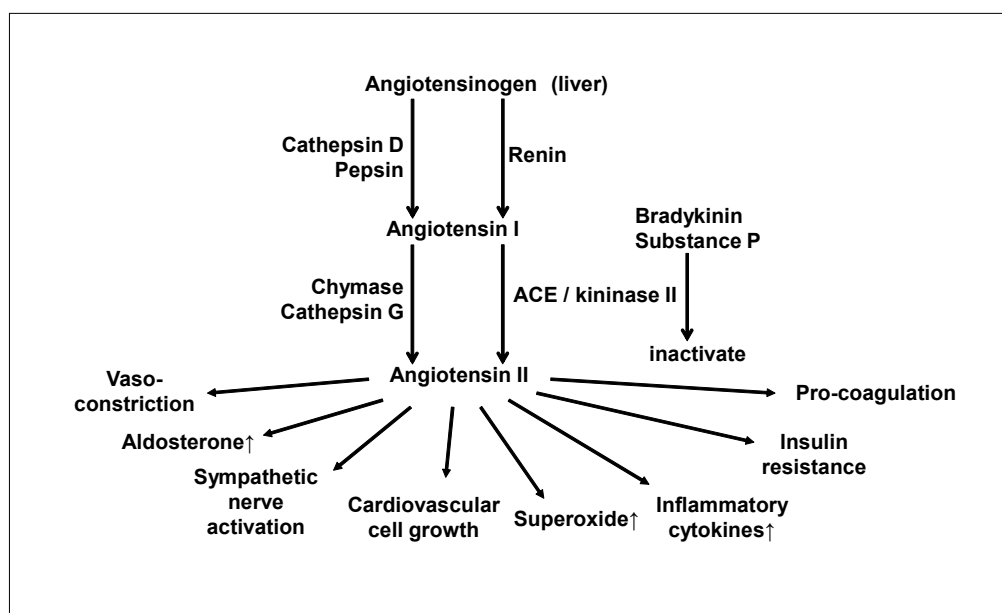 Angiotensinogen (liver)
Cathepsin D
Pepsin
Renin
Angiotensin I
Bradykinin
Substance P
Chymase
Cathepsin G
ACE / kininase II
inactivate
Angiotensin II
Vaso-
constriction
Pro-coagulation
Aldosterone↑
Insulin
resistance
Sympathetic
nerve
activation
Cardiovascular
cell growth
Superoxide↑
Inflammatory
cytokines↑